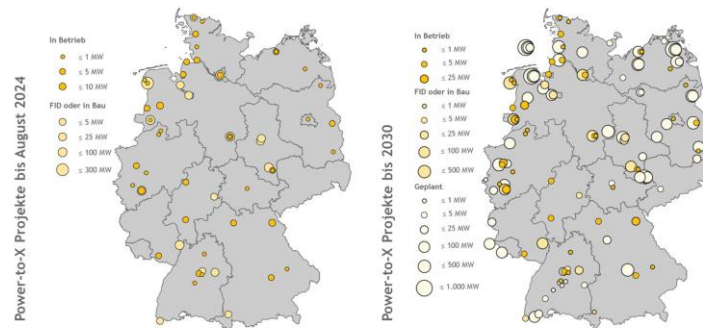 Power-to-X Projekte bis August 2024
In Betrieb
≤ 1 MW
≤ 5 MW
≤ 10 MW
FID oder in Bau
≤ 5 MW
≤ 25 MW
≤ 100 MW
≤ 300 MW
Power-to-X Projekte bis 2030
In Betrieb
≤ 1 MW
≤ 5 MW
≤ 25 MW
FID oder in Bau
≤ 1 MW
≤ 5 MW
≤ 25 MW
≤ 100 MW
≤ 500 MW
Geplant
≤ 1 MW
≤ 5 MW
≤ 25 MW
≤ 100 MW
≤ 500 MW
≤ 1.000 MW